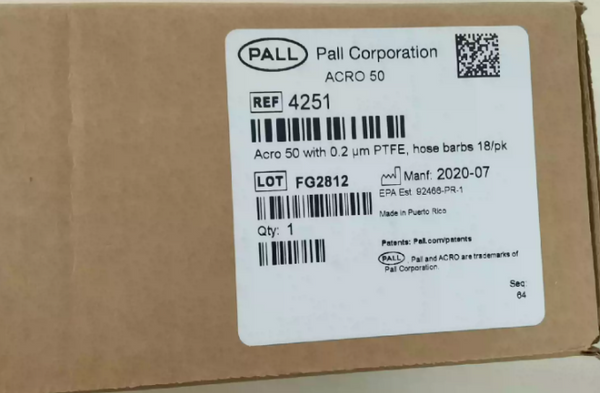 PALL Pall Corporation
ACRO 50
REF 4251
Acro 50 with 0.2 µm PTFE, hose barbs 18/pk
LOT FG2812
Manf: 2020-07
EPA Est. 92466-PR-1
Made in Puerto Rico
Qty: 1
Patents: Pall.com/patents
PALL , Pall and ACRO are trademarks of
Pall Corporation.
Seq:
64